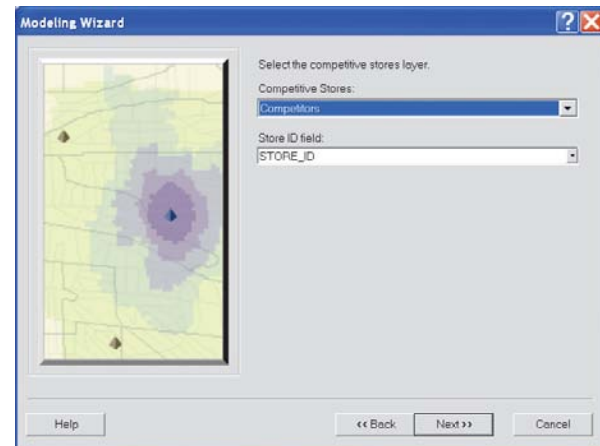 Modeling Wizard
Select the competitive stores layer.
Competitive Stores:
Competitors
Store ID field:
STORE_ID
Help
<< Back
Next >>
Cancel